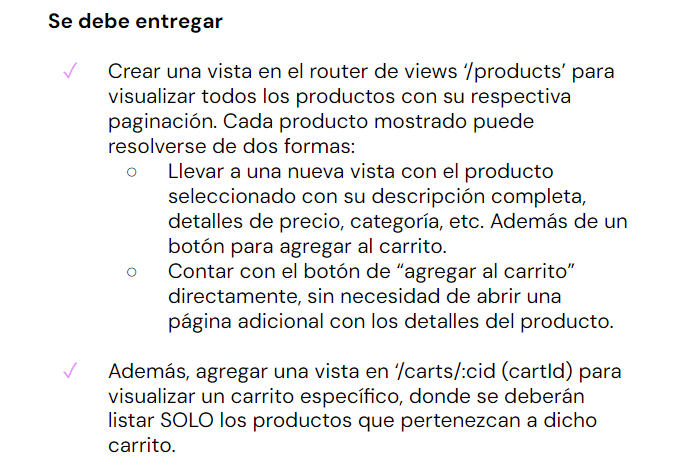 Se debe entregar
✓ Crear una vista en el router de views ‘/products’ para
visualizar todos los productos con su respectiva
paginación. Cada producto mostrado puede
resolverse de dos formas:
○ Llevar a una nueva vista con el producto
seleccionado con su descripción completa,
detalles de precio, categoría, etc. Además de un
botón para agregar al carrito.
○ Contar con el botón de “agregar al carrito”
directamente, sin necesidad de abrir una
página adicional con los detalles del producto.
✓ Además, agregar una vista en ‘/carts/:cid (cartId) para
visualizar un carrito específico, donde se deberán
listar SOLO los productos que pertenezcan a dicho
carrito.